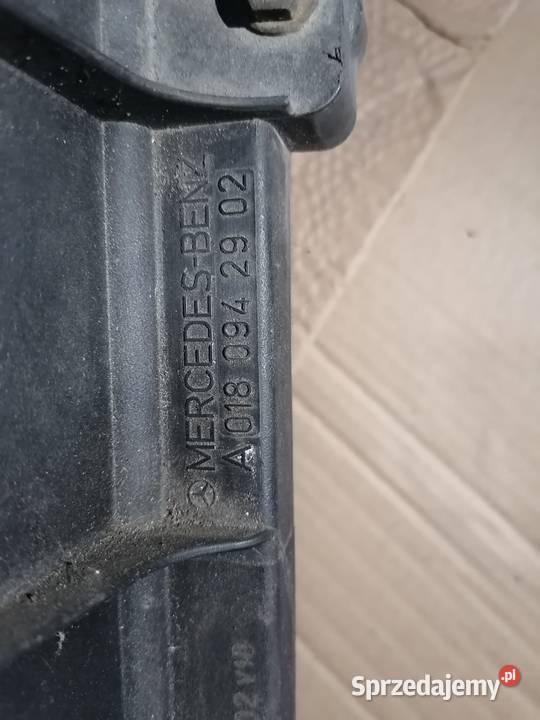 MERCEDES-BENZ
A 018 094 29 02
Sprzedajemy.pl